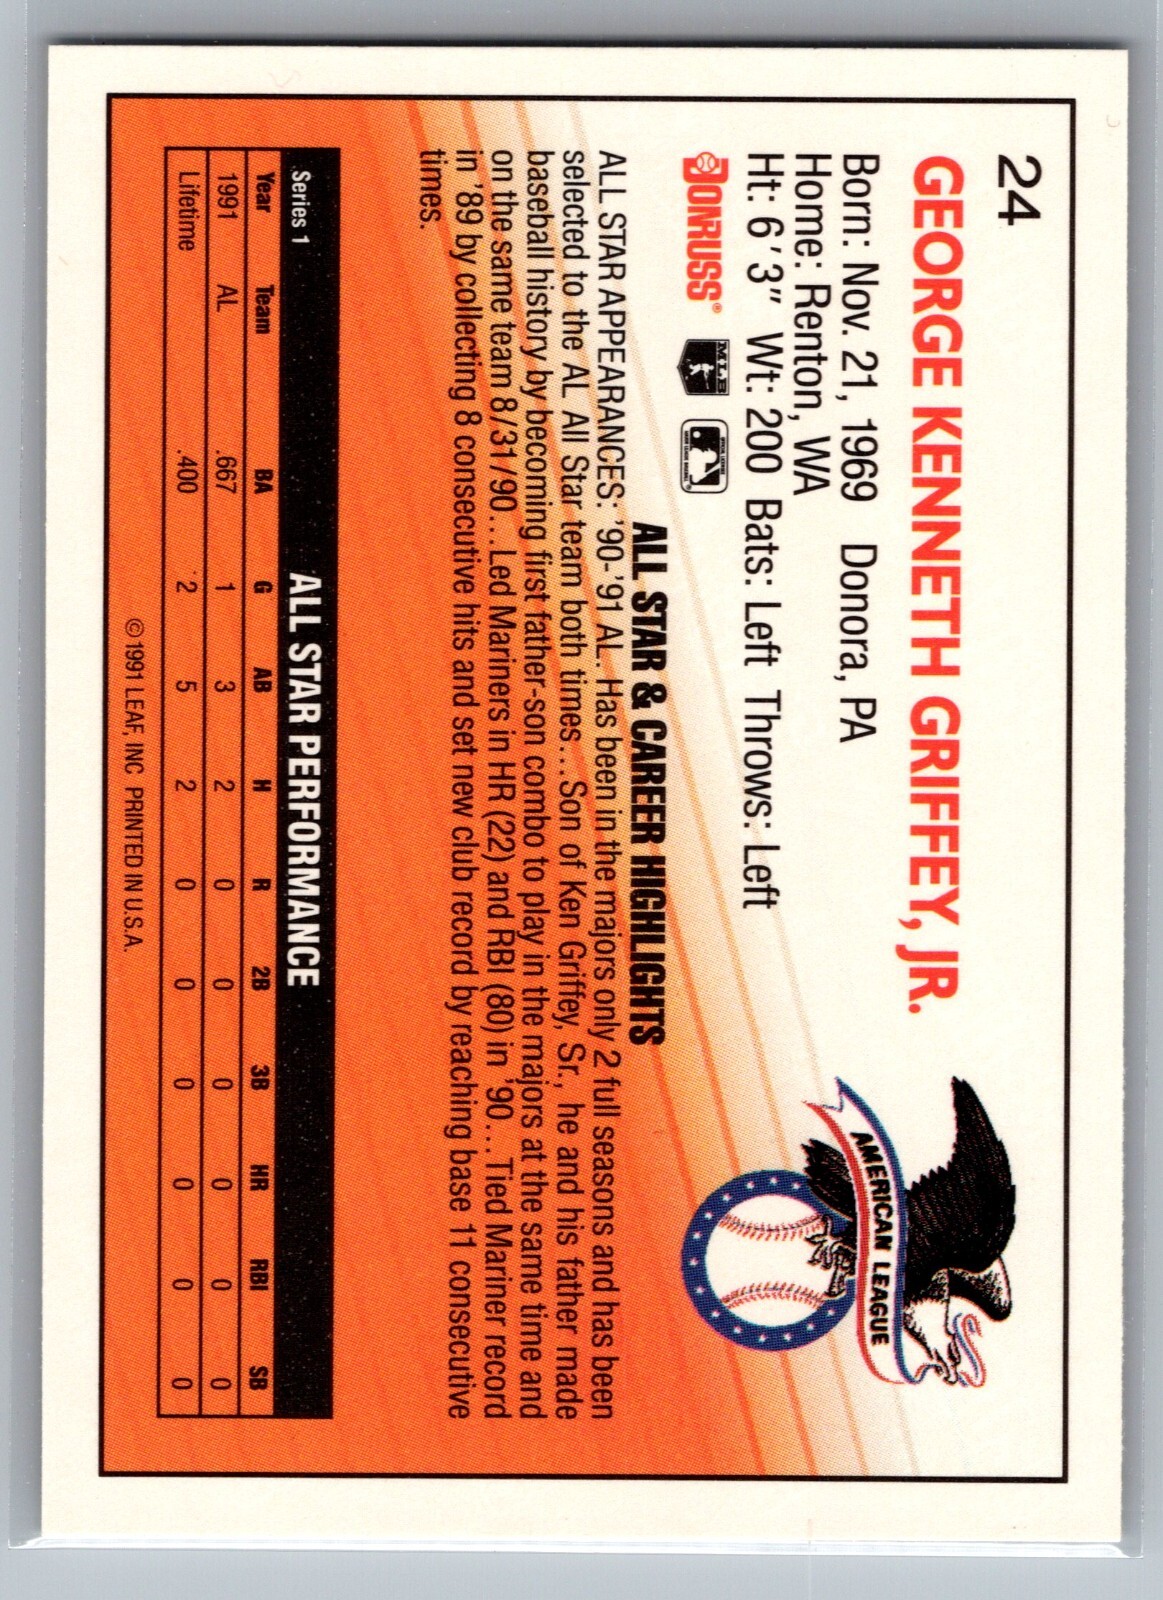 24
GEORGE KENNETH GRIFFEY, JR.
Born: Nov. 21, 1969 Donora, PA
Home: Renton, WA
Ht: 6'3" Wt: 200 Bats: Left Throws: Left
DONRUSS®
MLB
AMERICAN LEAGUE
ALL STAR & CAREER HIGHLIGHTS
ALL STAR APPEARANCES: '90-'91 AL. Has been in the majors only 2 full seasons and has been
selected to the AL All Star team both times...Son of Ken Griffey, Sr., he and his father made
baseball history by becoming first father-son combo to play in the majors at the same time and
on the same team 8/31/90...Led Mariners in HR (22) and RBI (80) in '90...Tied Mariner record
in '89 by collecting 8 consecutive hits and set new club record by reaching base 11 consecutive
times.
Series 1 ALL STAR PERFORMANCE
Year Team BA G AB H R 2B 3B HR RBI SB
1991 AL .667 1 3 2 0 0 0 0 0 0
Lifetime .400 2 5 2 0 0 0 0 0 0
© 1991 LEAF, INC. PRINTED IN U.S.A.